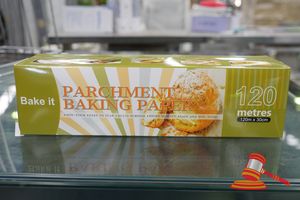 Bake it
PARCHMENT
BAKING PAPER
120
metres
120m x 30cm